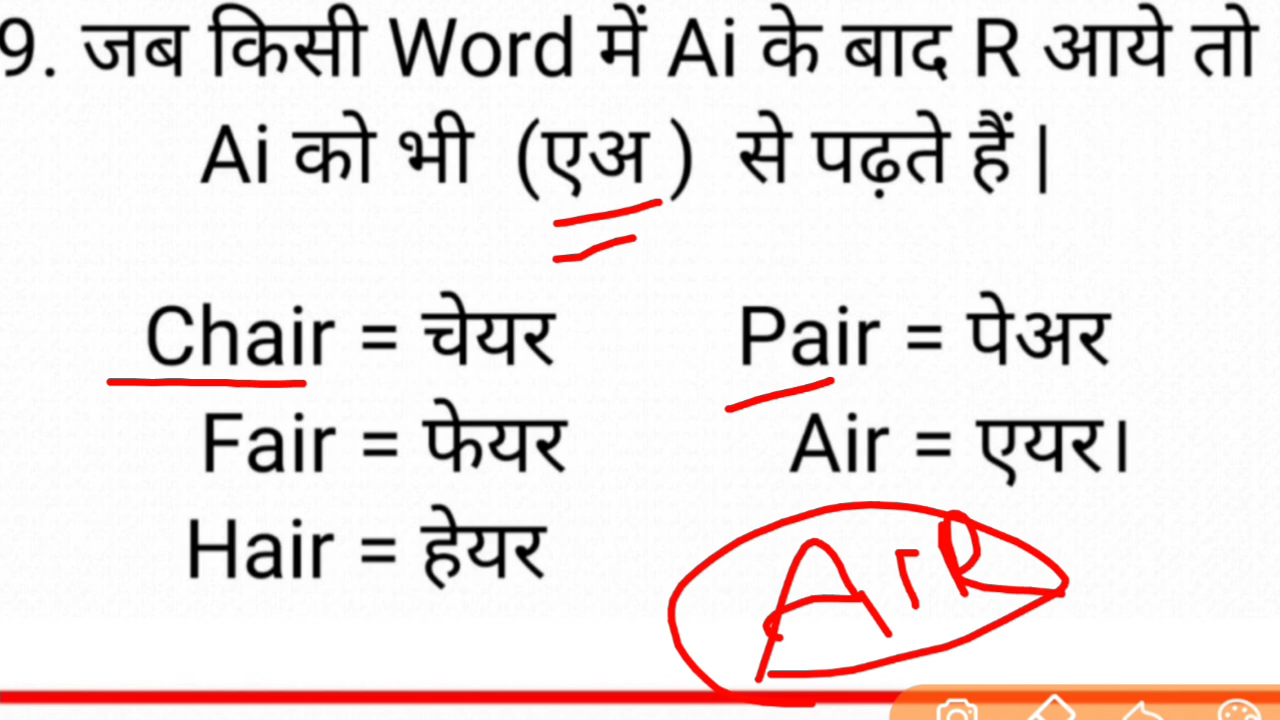 9. जब किसी Word में Ai के बाद R आये तो
Ai को भी (एअ ) से पढ़ते हैं |
Chair = चेयर Pair = पेअर
Fair = फेयर Air = एयर।
Hair = हेयर
AIR